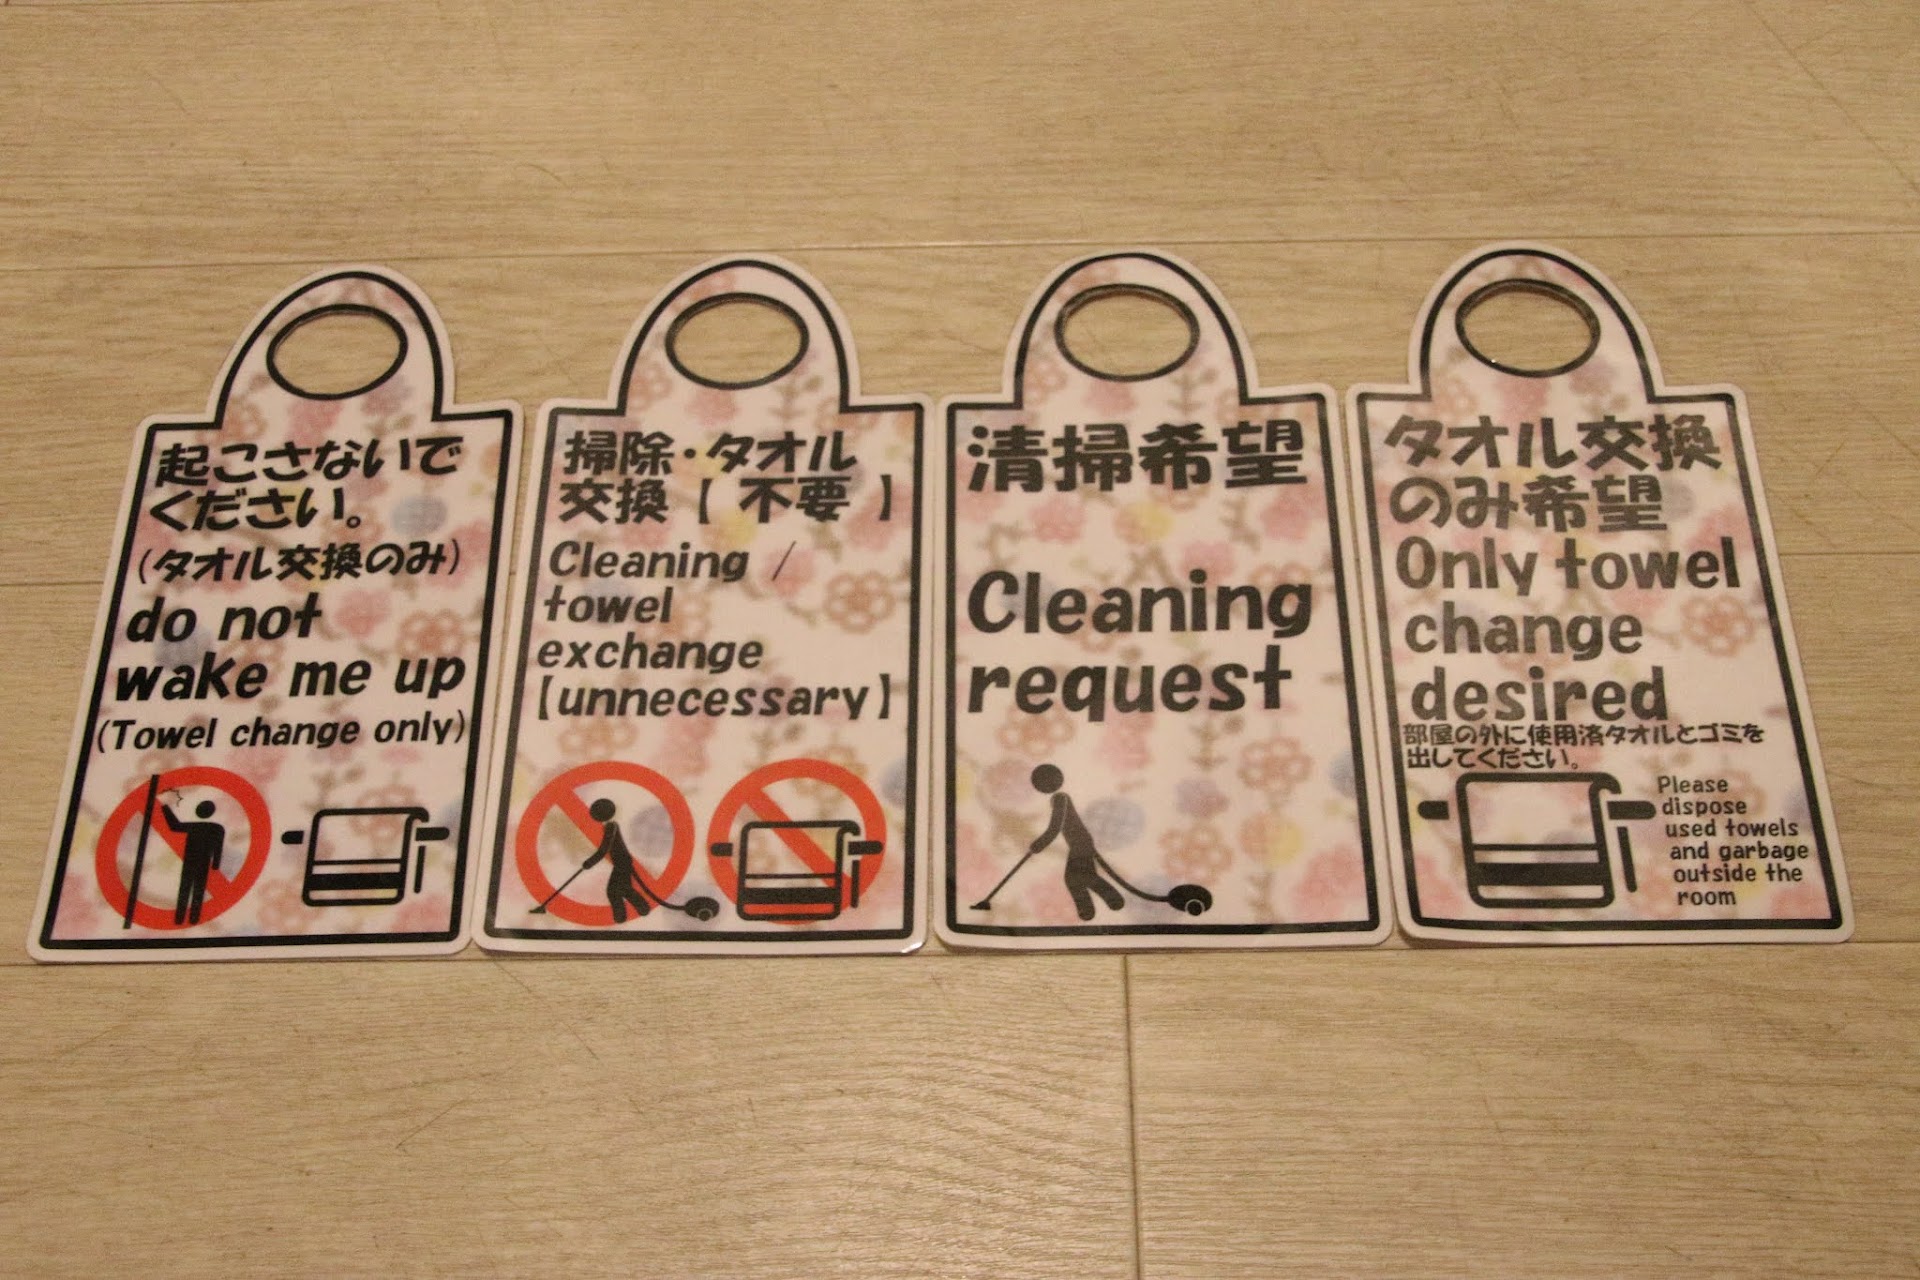 起こさないで
ください。
(タオル交換のみ)
do not
wake me up
(Towel change only)
掃除・タオル
交換【 不要 】
Cleaning /
towel
exchange
【unnecessary】
清掃希望
Cleaning
request
タオル交換
のみ希望
Only towel
change
desired
部屋の外に使用済タオルとゴミを
出してください。
Please
dispose
used towels
and garbage
outside the
room